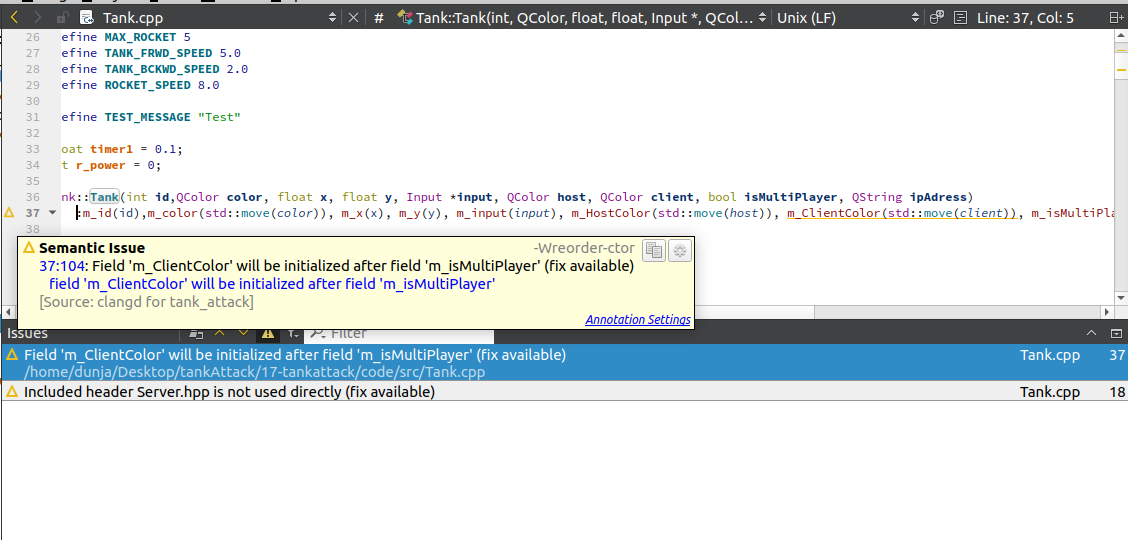 Tank.cpp # Tank::Tank(int, QColor, float, float, Input *, QCol... Unix (LF) Line: 37, Col: 5
26 efine MAX_ROCKET 5
27 efine TANK_FRWD_SPEED 5.0
28 efine TANK_BCKWD_SPEED 2.0
29 efine ROCKET_SPEED 8.0
30
31 efine TEST_MESSAGE "Test"
32
33 oat timer1 = 0.1;
34 t r_power = 0;
35
36 nk::Tank(int id,QColor color, float x, float y, Input *input, QColor host, QColor client, bool isMultiPlayer, QString ipAdress)
37 :m_id(id),m_color(std::move(color)), m_x(x), m_y(y), m_input(input), m_HostColor(std::move(host)), m_ClientColor(std::move(client)), m_isMultiPla
38
Semantic Issue -Wreorder-ctor
37:104: Field 'm_ClientColor' will be initialized after field 'm_isMultiPlayer' (fix available)
field 'm_ClientColor' will be initialized after field 'm_isMultiPlayer'
[Source: clangd for tank_attack]
Annotation Settings
Issues Filter
Field 'm_ClientColor' will be initialized after field 'm_isMultiPlayer' (fix available) Tank.cpp 37
/home/dunja/Desktop/tankAttack/17-tankattack/code/src/Tank.cpp
Included header Server.hpp is not used directly (fix available) Tank.cpp 18